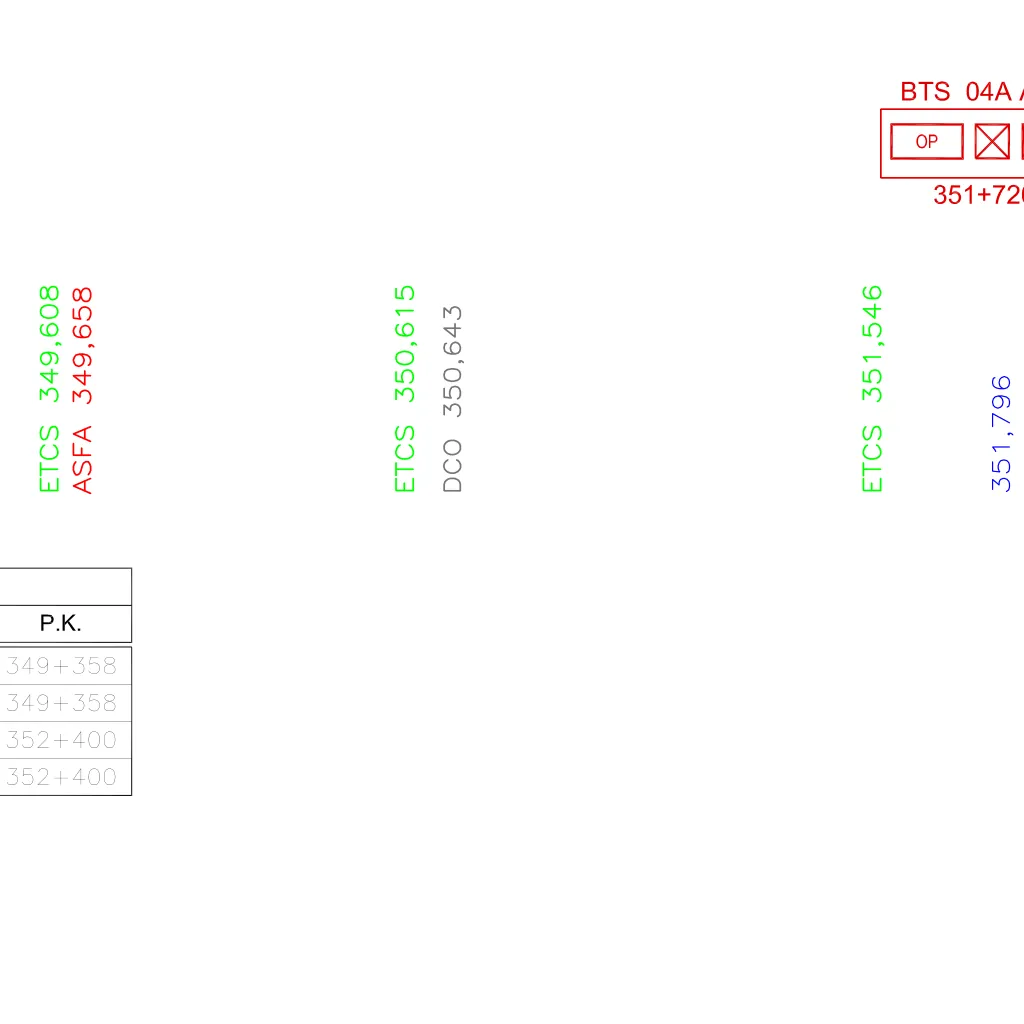 BTS 04A
OP
ETCS 349,608
ASFA 349,658
ETCS 350,615
DCO 350,643
ETCS 351,546
351,796
P.K.
349+358
349+358
352+400
352+400